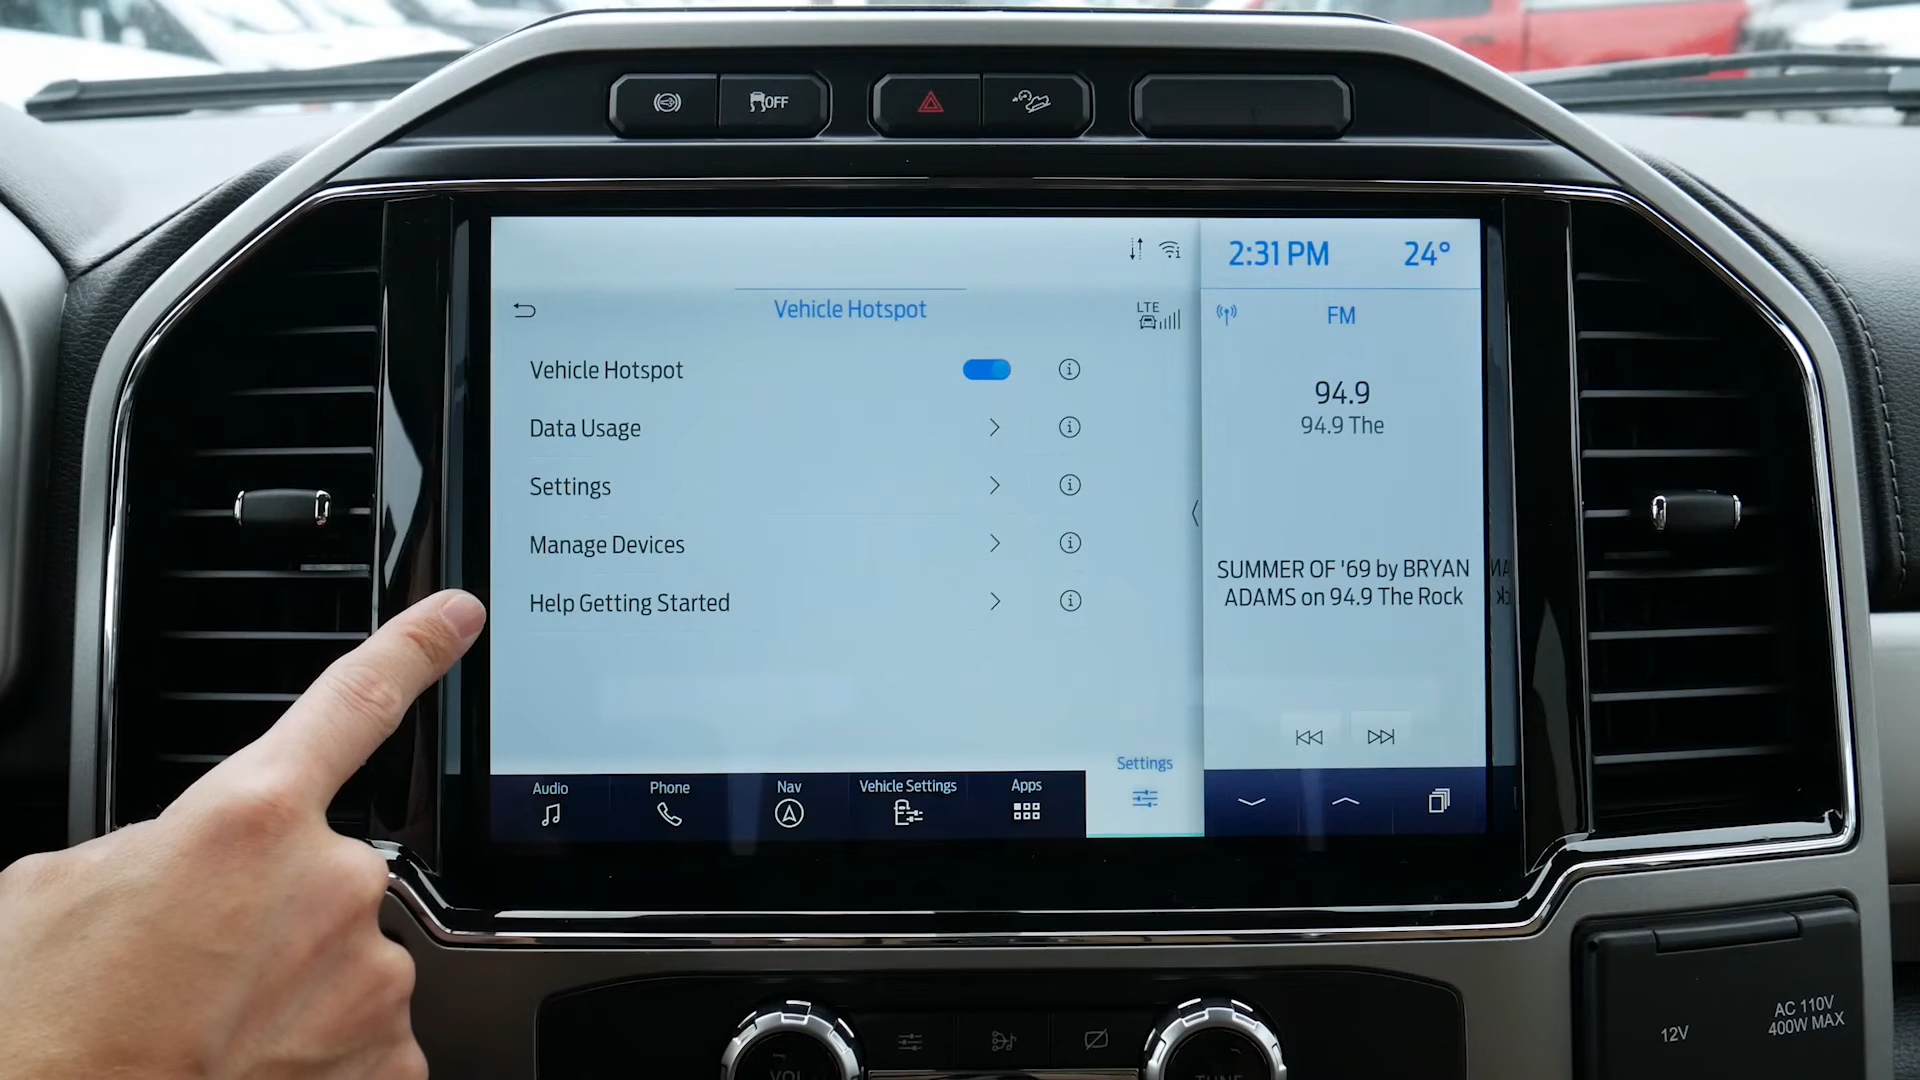 OFF
2:31 PM
24°
Vehicle Hotspot
LTE
FM
Vehicle Hotspot
Data Usage
Settings
Manage Devices
Help Getting Started
94.9
94.9 The
SUMMER OF '69 by BRYAN
ADAMS on 94.9 The Rock
Audio
Phone
Nav
Vehicle Settings
Apps
Settings
12V
AC 110V
400W MAX
VOL
TUNE